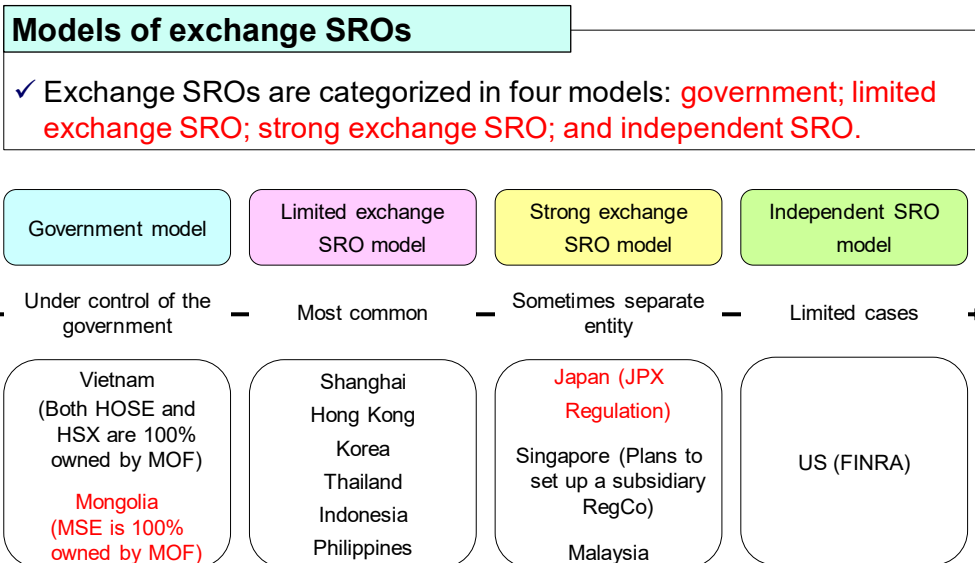 Models of exchange SROs
✓ Exchange SROs are categorized in four models: government; limited
exchange SRO; strong exchange SRO; and independent SRO.
Government model
Limited exchange
SRO model
Strong exchange
SRO model
Independent SRO
model
Under control of the
government
Most common
Sometimes separate
entity
Limited cases
Vietnam
(Both HOSE and
HSX are 100%
owned by MOF)
Mongolia
(MSE is 100%
owned by MOF)
Shanghai
Hong Kong
Korea
Thailand
Indonesia
Philippines
Japan (JPX
Regulation)
Singapore (Plans to
set up a subsidiary
RegCo)
Malaysia
US (FINRA)